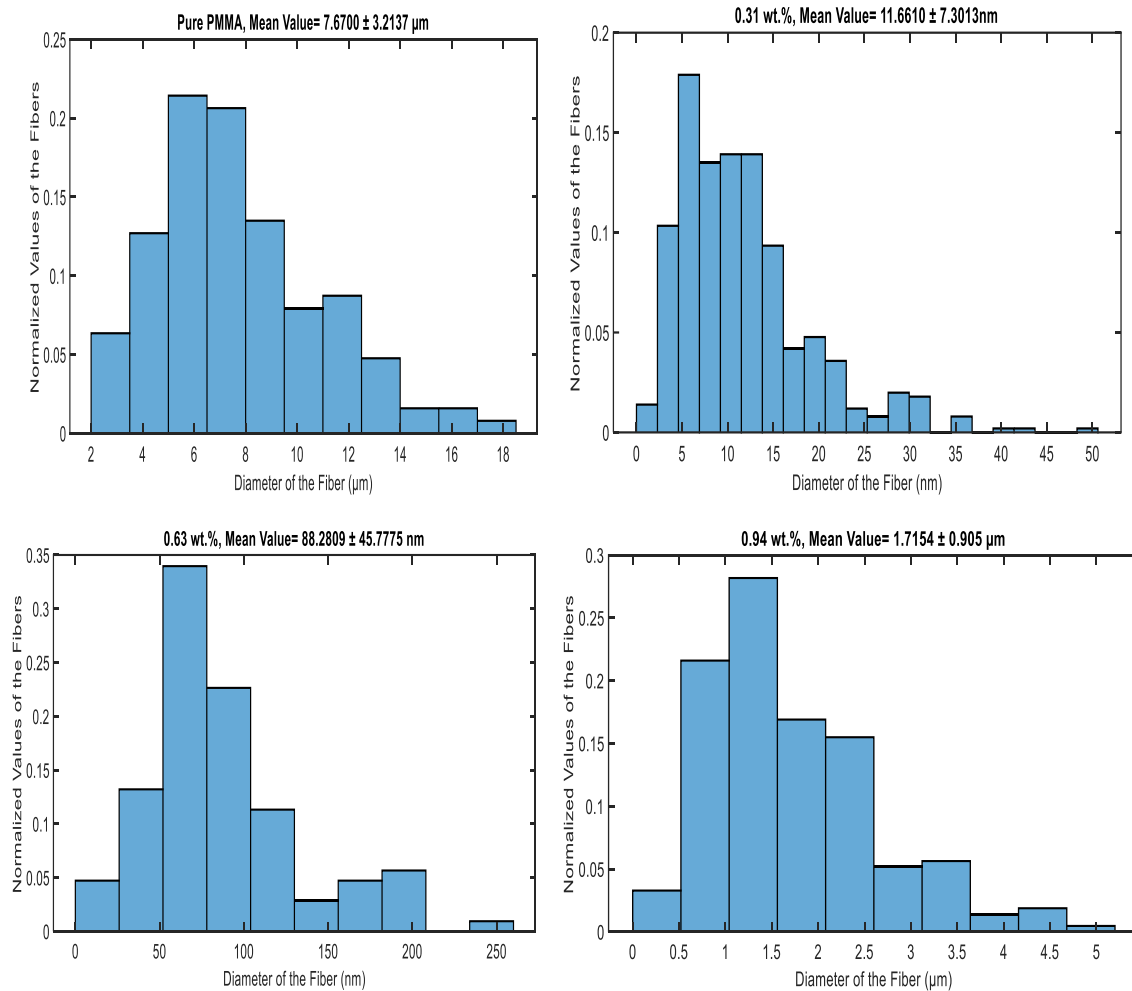 Pure PMMA, Mean Value= 7.6700 ± 3.2137 µm
0.25
0.2
0.15
0.1
0.05
0
Normalized Values of the Fibers
2 4 6 8 10 12 14 16 18
Diameter of the Fiber (µm)
0.31 wt.%, Mean Value= 11.6610 ± 7.3013nm
0.2
0.15
0.1
0.05
0
Normalized Values of the Fibers
0 5 10 15 20 25 30 35 40 45 50
Diameter of the Fiber (nm)
0.63 wt.%, Mean Value= 88.2809 ± 45.7775 nm
0.35
0.3
0.25
0.2
0.15
0.1
0.05
0
Normalized Values of the Fibers
0 50 100 150 200 250
Diameter of the Fiber (nm)
0.94 wt.%, Mean Value= 1.7154 ± 0.905 µm
0.3
0.25
0.2
0.15
0.1
0.05
0
Normalized Values of the Fibers
0 0.5 1 1.5 2 2.5 3 3.5 4 4.5 5
Diameter of the Fiber (µm)